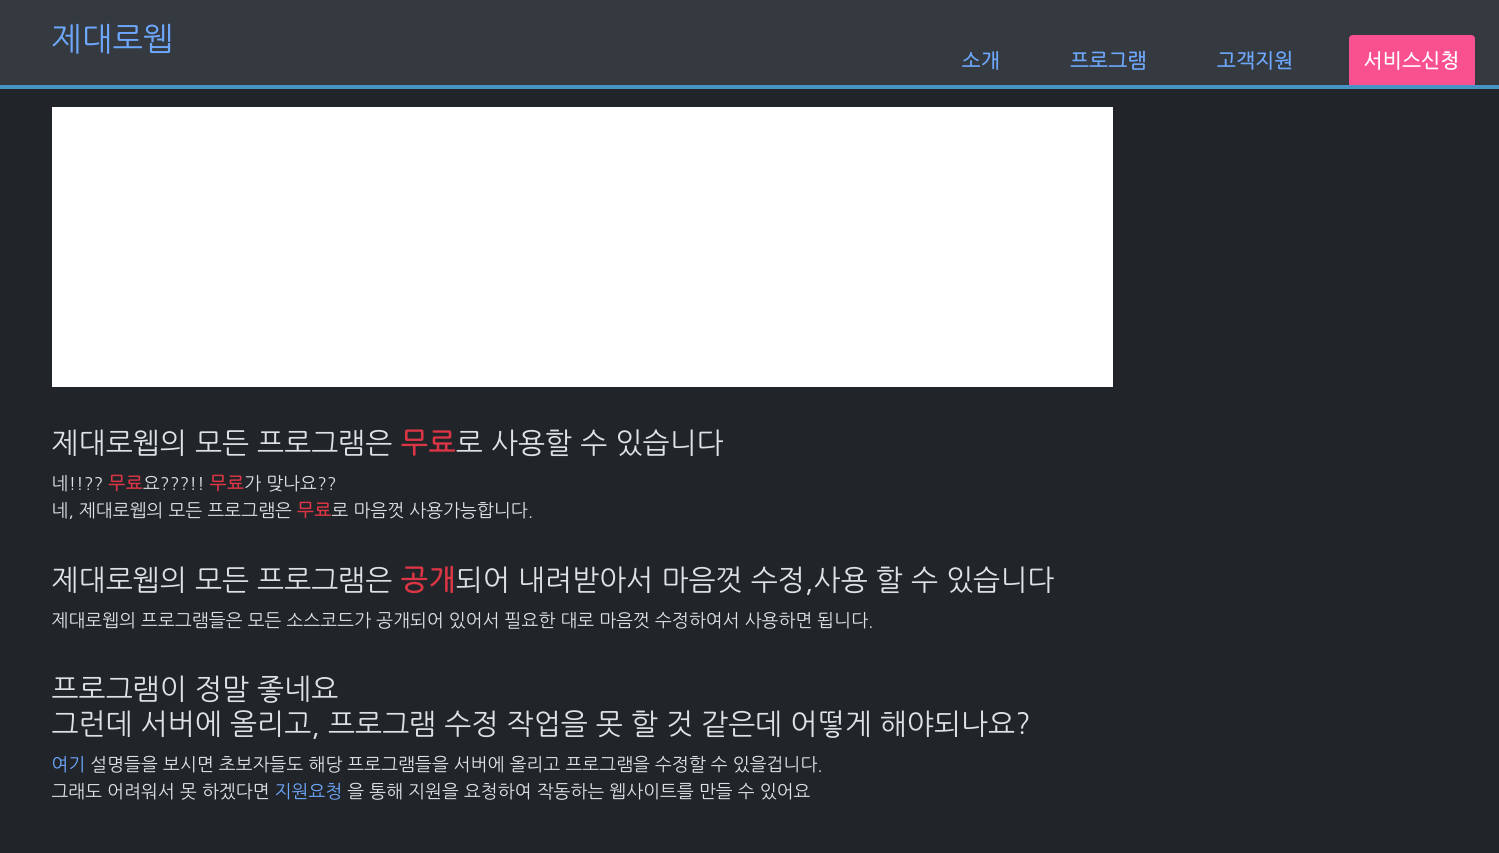 제대로웹
소개
프로그램
고객지원
서비스신청
제대로웹의 모든 프로그램은 무료로 사용할 수 있습니다
네!!?? 무료요???!! 무료가 맞나요??
네, 제대로웹의 모든 프로그램은 무료로 마음껏 사용가능합니다.
제대로웹의 모든 프로그램은 공개되어 내려받아서 마음껏 수정,사용 할 수 있습니다
제대로웹의 프로그램들은 모든 소스코드가 공개되어 있어서 필요한 대로 마음껏 수정하여서 사용하면 됩니다.
프로그램이 정말 좋네요
그런데 서버에 올리고, 프로그램 수정 작업을 못 할 것 같은데 어떻게 해야되나요?
여기 설명들을 보시면 초보자들도 해당 프로그램들을 서버에 올리고 프로그램을 수정할 수 있을겁니다.
그래도 어려워서 못 하겠다면 지원요청 을 통해 지원을 요청하여 작동하는 웹사이트를 만들 수 있어요